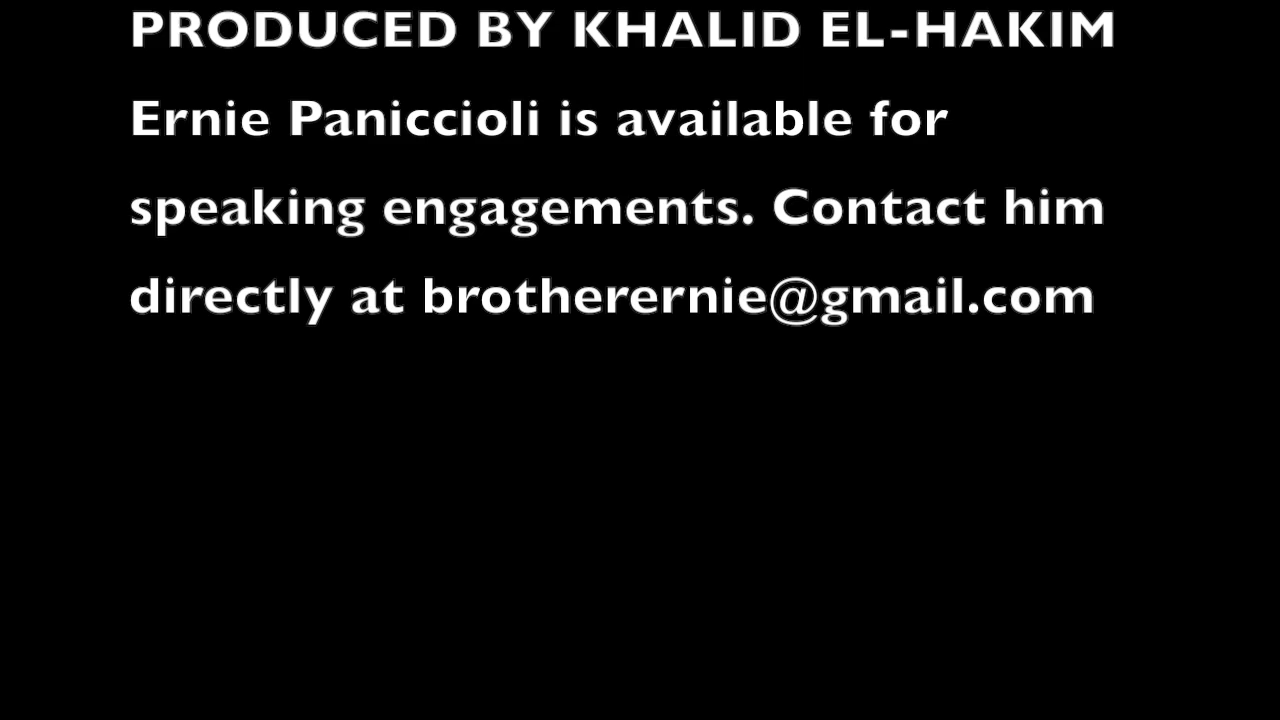 PRODUCED BY KHALID EL-HAKIM
Ernie Paniccioli is available for
speaking engagements. Contact him
directly at brotherernie@gmail.com